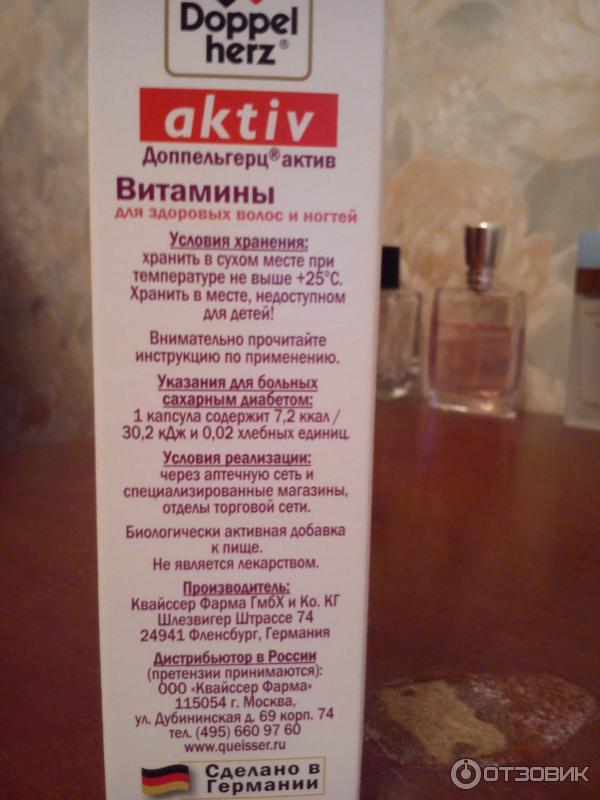 Doppel
herz®
aktiv
Доппельгерц® актив
Витамины
для здоровых волос и ногтей
Условия хранения:
хранить в сухом месте при
температуре не выше +25°C.
Хранить в месте, недоступном
для детей!
Внимательно прочитайте
инструкцию по применению.
Указания для больных
сахарным диабетом:
1 капсула содержит 7,2 ккал /
30,2 кДж и 0,02 хлебных единиц.
Условия реализации:
через аптечную сеть и
специализированные магазины,
отделы торговой сети.
Биологически активная добавка
к пище.
Не является лекарством.
Производитель:
Квайссер Фарма ГмбХ и Ко. КГ
Шлезвигер Штрассе 74
24941 Фленсбург, Германия
Дистрибьютор в России
(претензии принимаются):
ООО «Квайссер Фарма»
115054 г. Москва,
ул. Дубининская д. 69 корп. 74
тел. (495) 660 97 60
www.queisser.ru
Сделано в
Германии
ОТЗОВИК